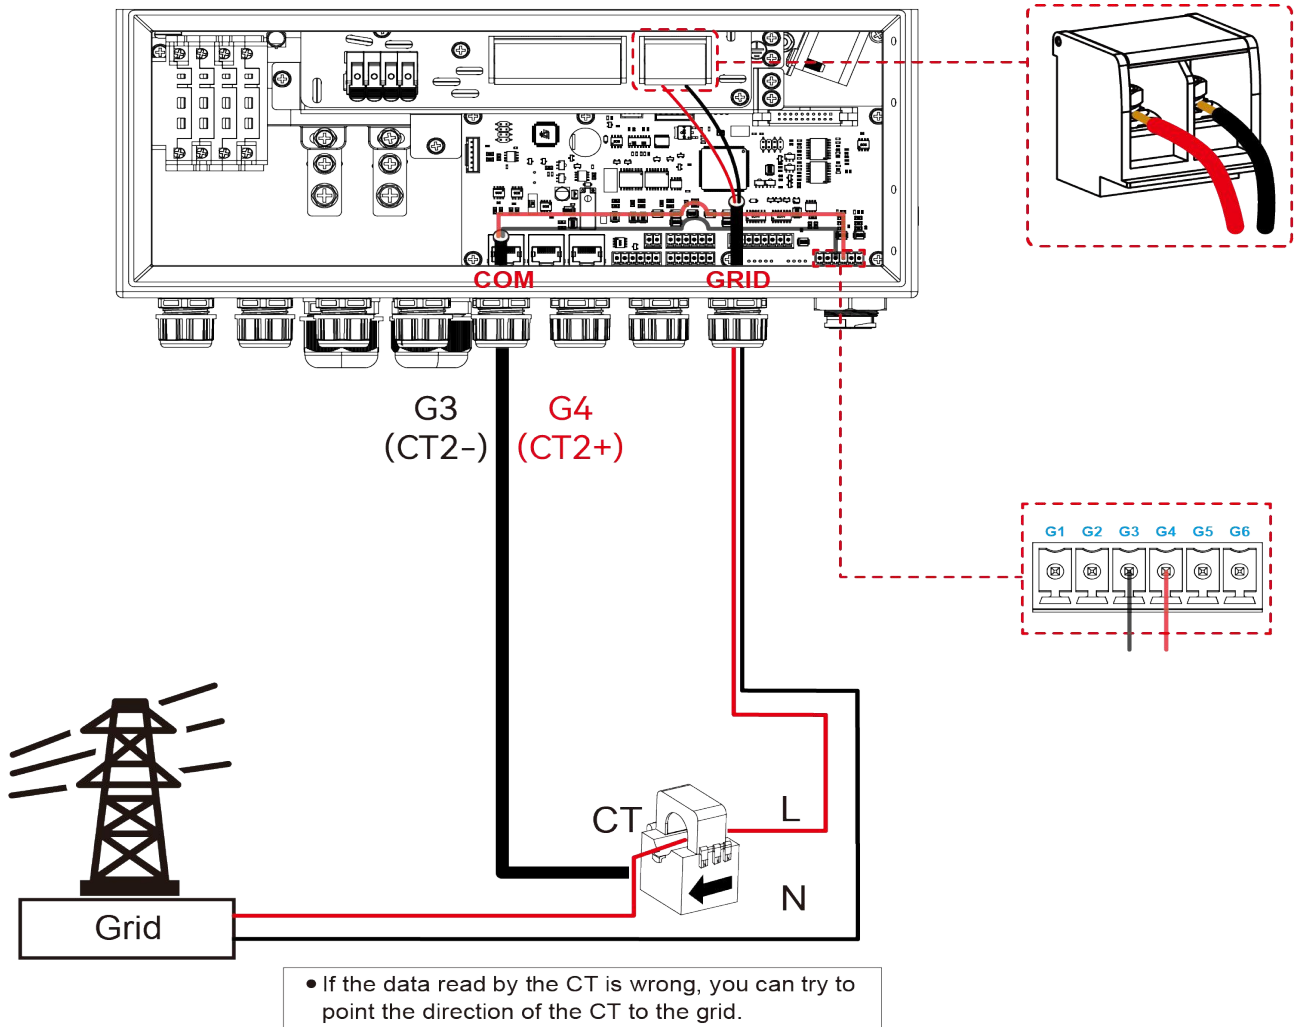 COM
GRID
G3
(CT2-)
G4
(CT2+)
G1 G2 G3 G4 G5 G6
CT
L
N
Grid
• If the data read by the CT is wrong, you can try to
point the direction of the CT to the grid.